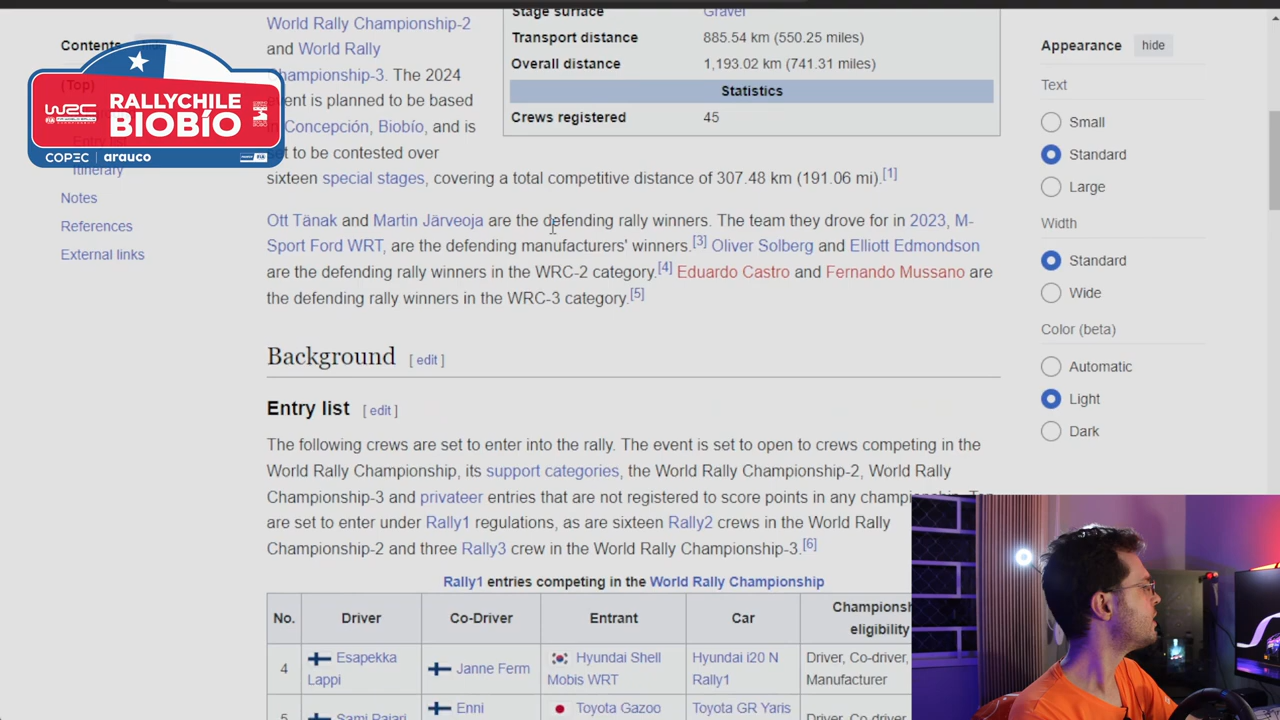 World Rally Championship-2
and World Rally
Championship-3. The 2024
event is planned to be based
in Concepción, Biobío, and is
set to be contested over
sixteen special stages, covering a total competitive distance of 307.48 km (191.06 mi).[1]
Stage surface Gravel
Transport distance 885.54 km (550.25 miles)
Overall distance 1,193.02 km (741.31 miles)
Statistics
Crews registered 45
Contents
(Top)
WRC
RALLYCHILE
BIOBÍO
COPEC | arauco
Itinerary
Notes
References
External links
Ott Tänak and Martin Järveoja are the defending rally winners. The team they drove for in 2023, M-
Sport Ford WRT, are the defending manufacturers' winners.[3] Oliver Solberg and Elliott Edmondson
are the defending rally winners in the WRC-2 category.[4] Eduardo Castro and Fernando Mussano are
the defending rally winners in the WRC-3 category.[5]
Background [ edit ]
Entry list [ edit ]
The following crews are set to enter into the rally. The event is set to open to crews competing in the
World Rally Championship, its support categories, the World Rally Championship-2, World Rally
Championship-3 and privateer entries that are not registered to score points in any
are set to enter under Rally1 regulations, as are sixteen Rally2 crews in the World Rally
Championship-2 and three Rally3 crew in the World Rally Championship-3.[6]
Rally1 entries competing in the World Rally Championship
No. Driver Co-Driver Entrant Car eligibility
4 Esapekka Lappi Janne Ferm Hyundai Shell Mobis WRT Hyundai i20 N Rally1 Driver, Co-driver, Manufacturer
5 Sami Pajari Enni Toyota Gazoo Toyota GR Yaris
Appearance hide
Text
Small
Standard
Large
Width
Standard
Wide
Color (beta)
Automatic
Light
Dark